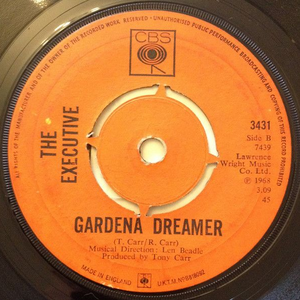 ALL RIGHTS OF THE MANUFACTURER AND OF THE OWNER OF THE RECORDED WORK RESERVED · UNAUTHORISED PUBLIC PERFORMANCE BROADCASTING AND COPYING OF THIS RECORD PROHIBITED
CBS
THE
EXECUTIVE
3431
Side B
7439
Lawrence
Wright Music
Co. Ltd.
℗ 1968
3.09
45
GARDENA DREAMER
(T. Carr/R. Carr)
Musical Direction: Len Beadle
Produced by Tony Carr
MADE IN ENGLAND